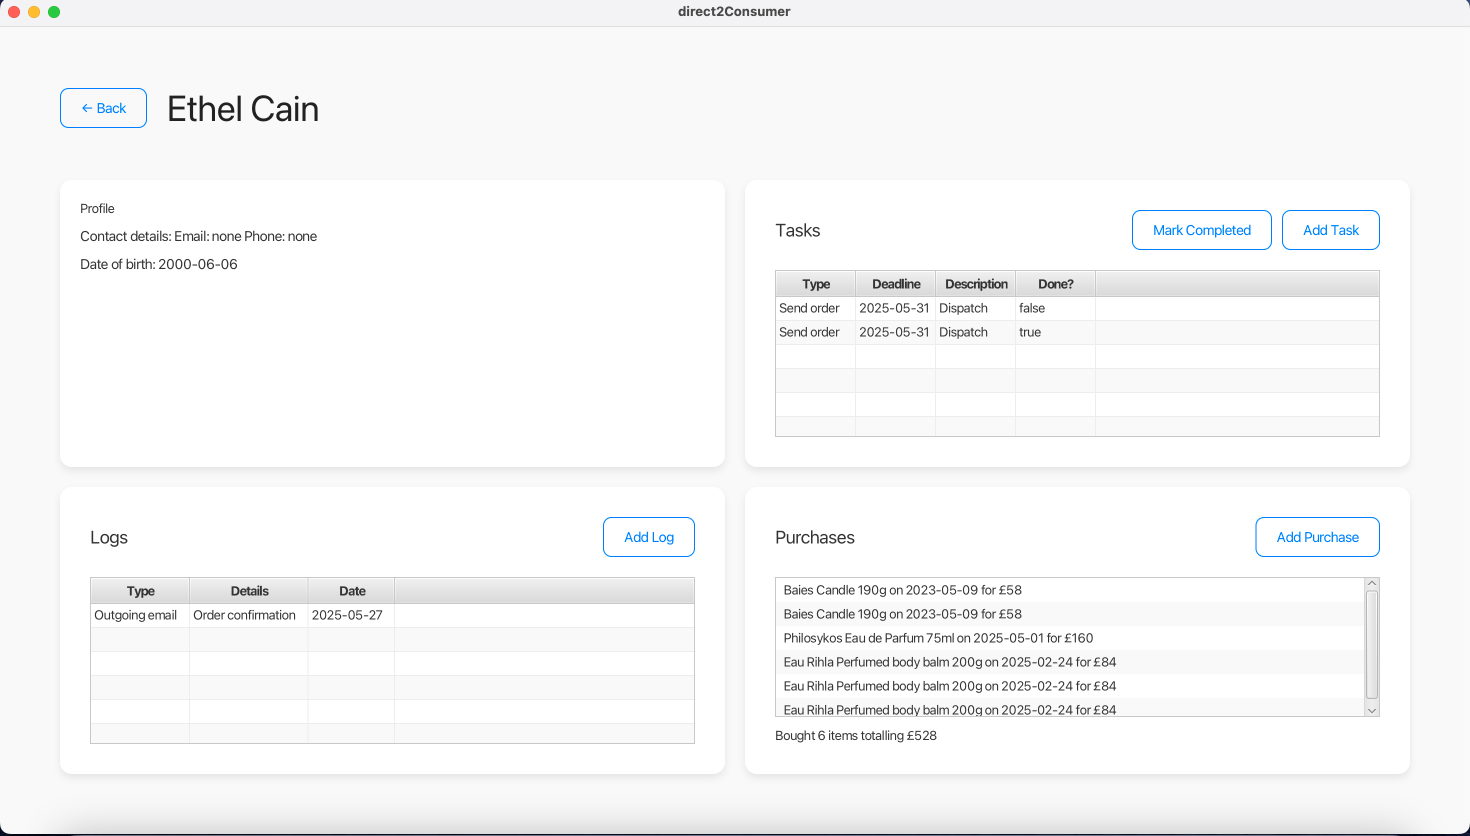 direct2Consumer
← Back
Ethel Cain
Profile
Contact details: Email: none Phone: none
Date of birth: 2000-06-06
Tasks
Mark Completed
Add Task
Type Deadline Description Done?
Send order 2025-05-31 Dispatch false
Send order 2025-05-31 Dispatch true
Logs
Add Log
Type Details Date
Outgoing email Order confirmation 2025-05-27
Purchases
Add Purchase
Baies Candle 190g on 2023-05-09 for £58
Baies Candle 190g on 2023-05-09 for £58
Philosykos Eau de Parfum 75ml on 2025-05-01 for £160
Eau Rihla Perfumed body balm 200g on 2025-02-24 for £84
Eau Rihla Perfumed body balm 200g on 2025-02-24 for £84
Eau Rihla Perfumed body balm 200g on 2025-02-24 for £84
Bought 6 items totalling £528